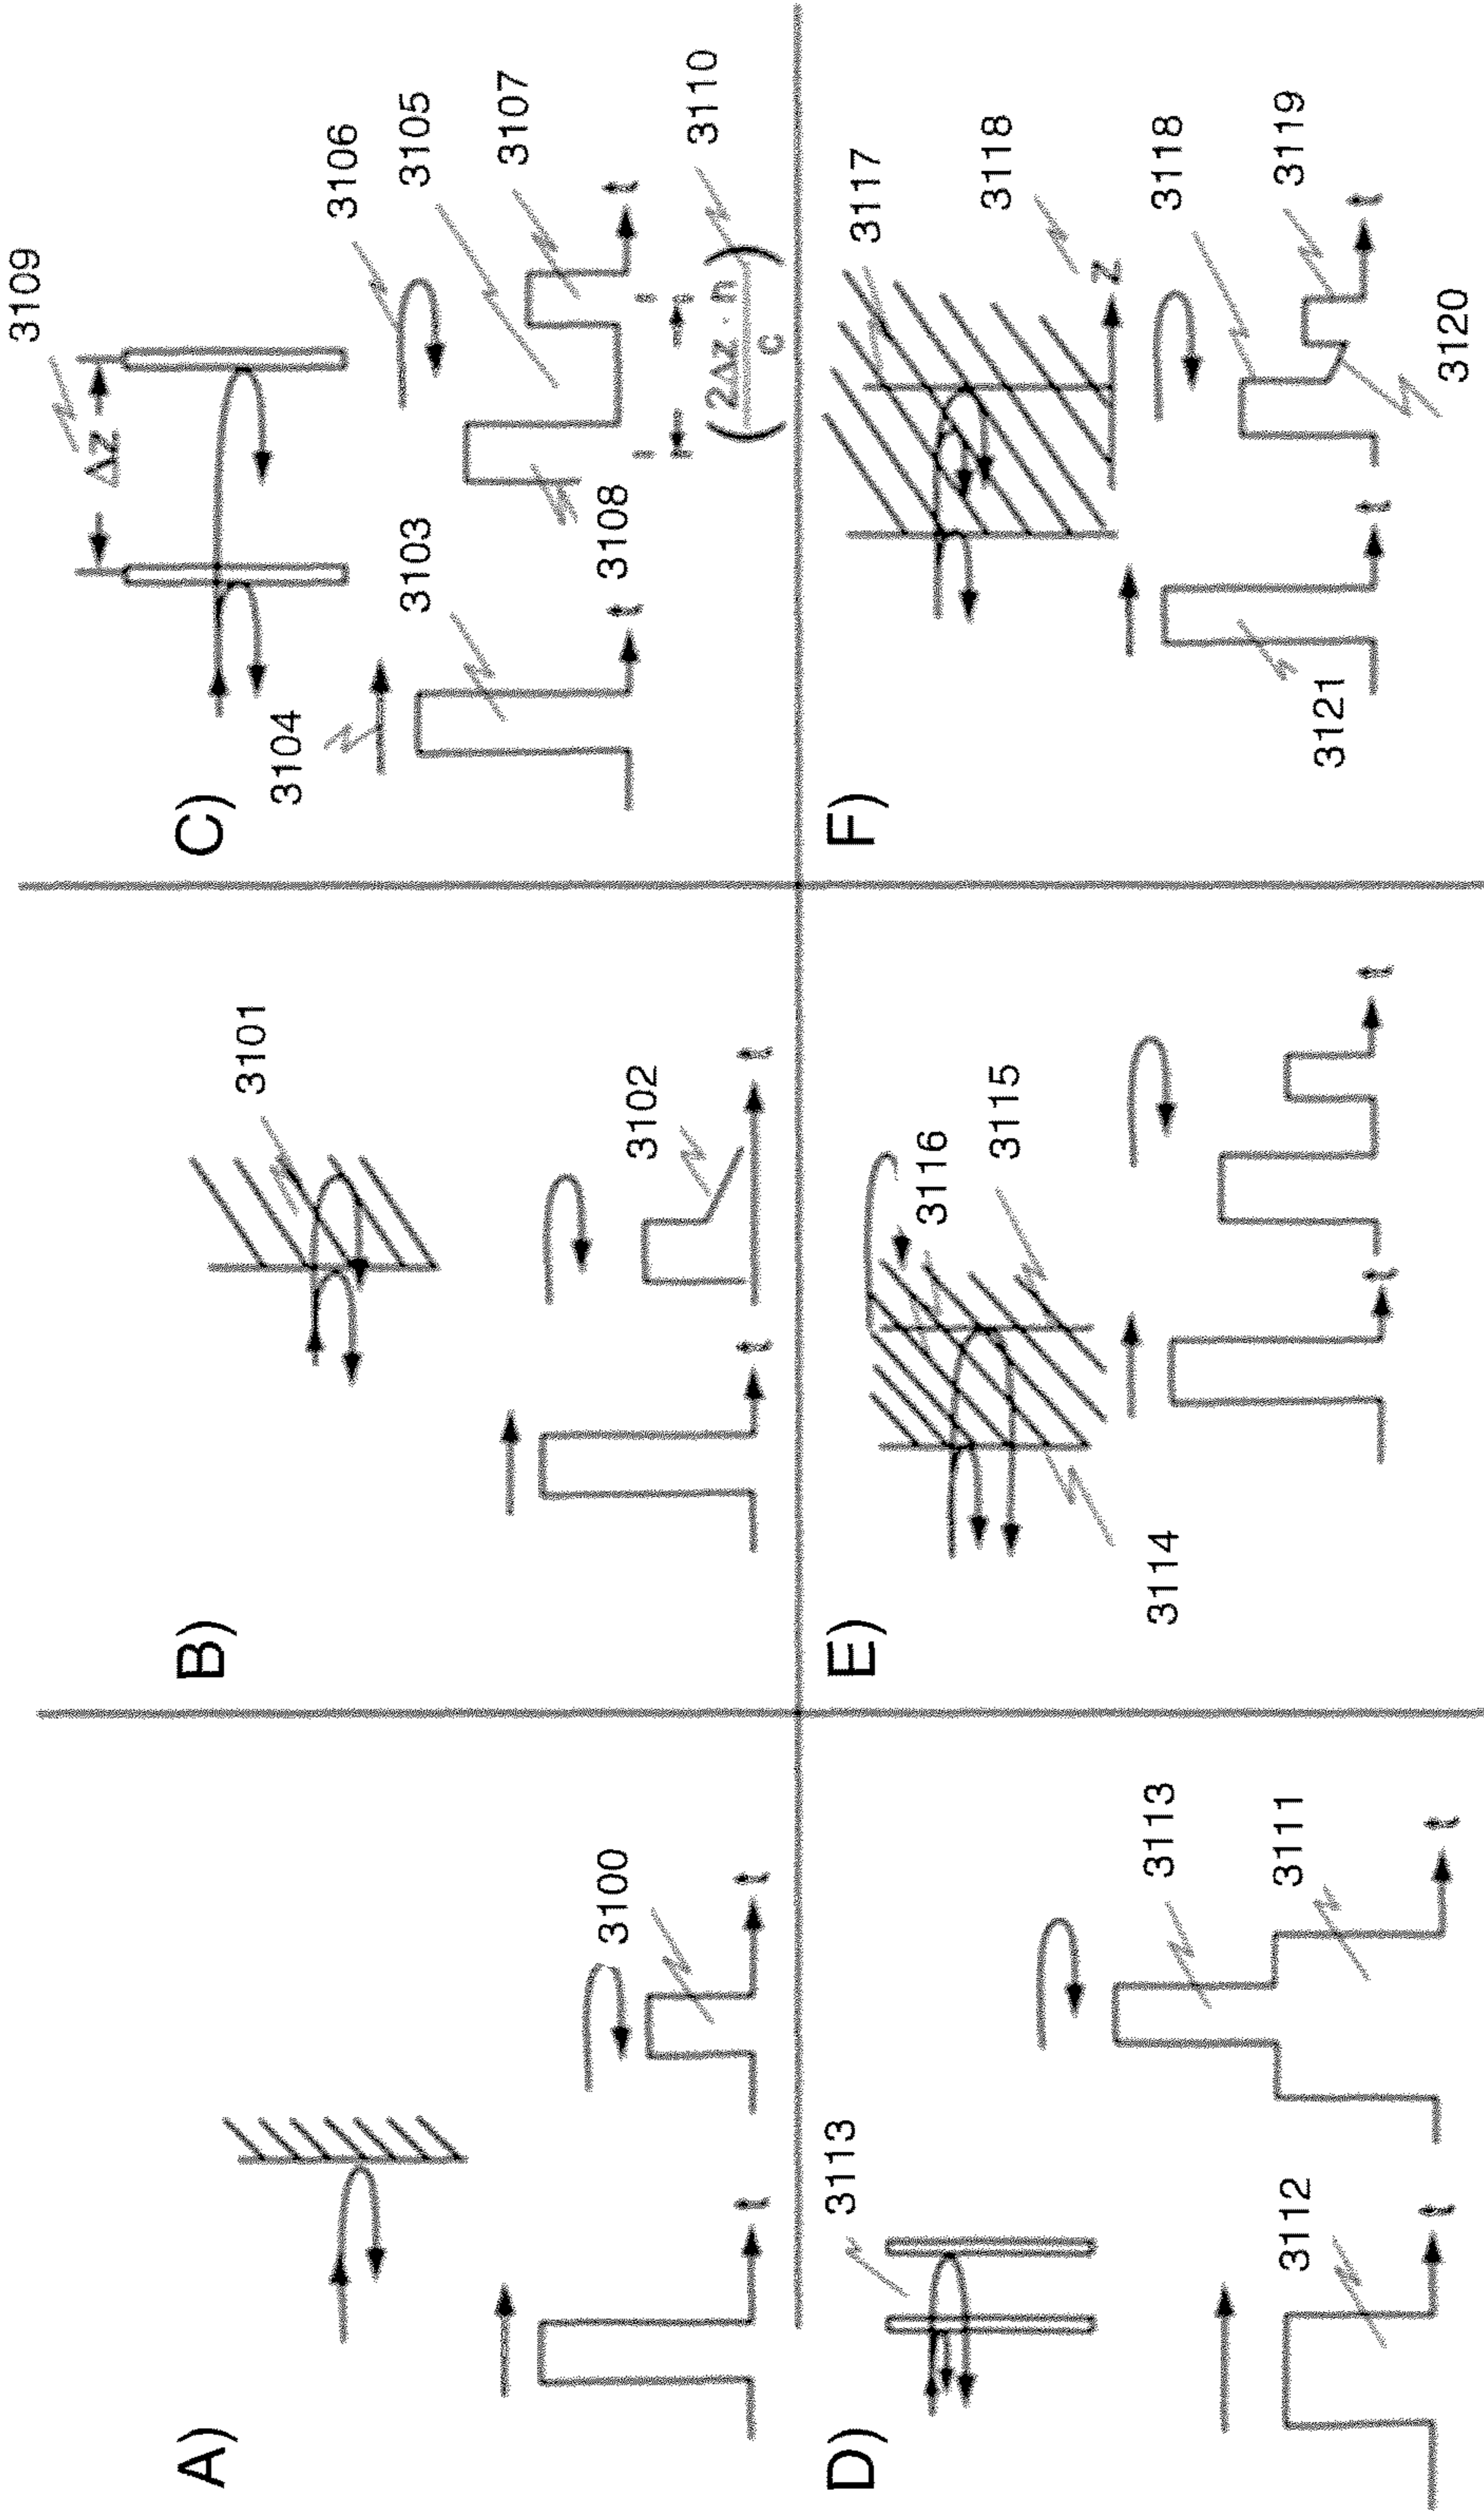 A)
3100
t
t
B)
3101
3102
t
t
C)
3109
Δz
3104
3103
3106
3105
3107
3108
t
t
(2Δz · n / c)
3110
D)
3113
3113
3112
3111
t
t
E)
3116
3115
3114
t
t
F)
3117
3118
z
3118
3119
3120
3121
t
t